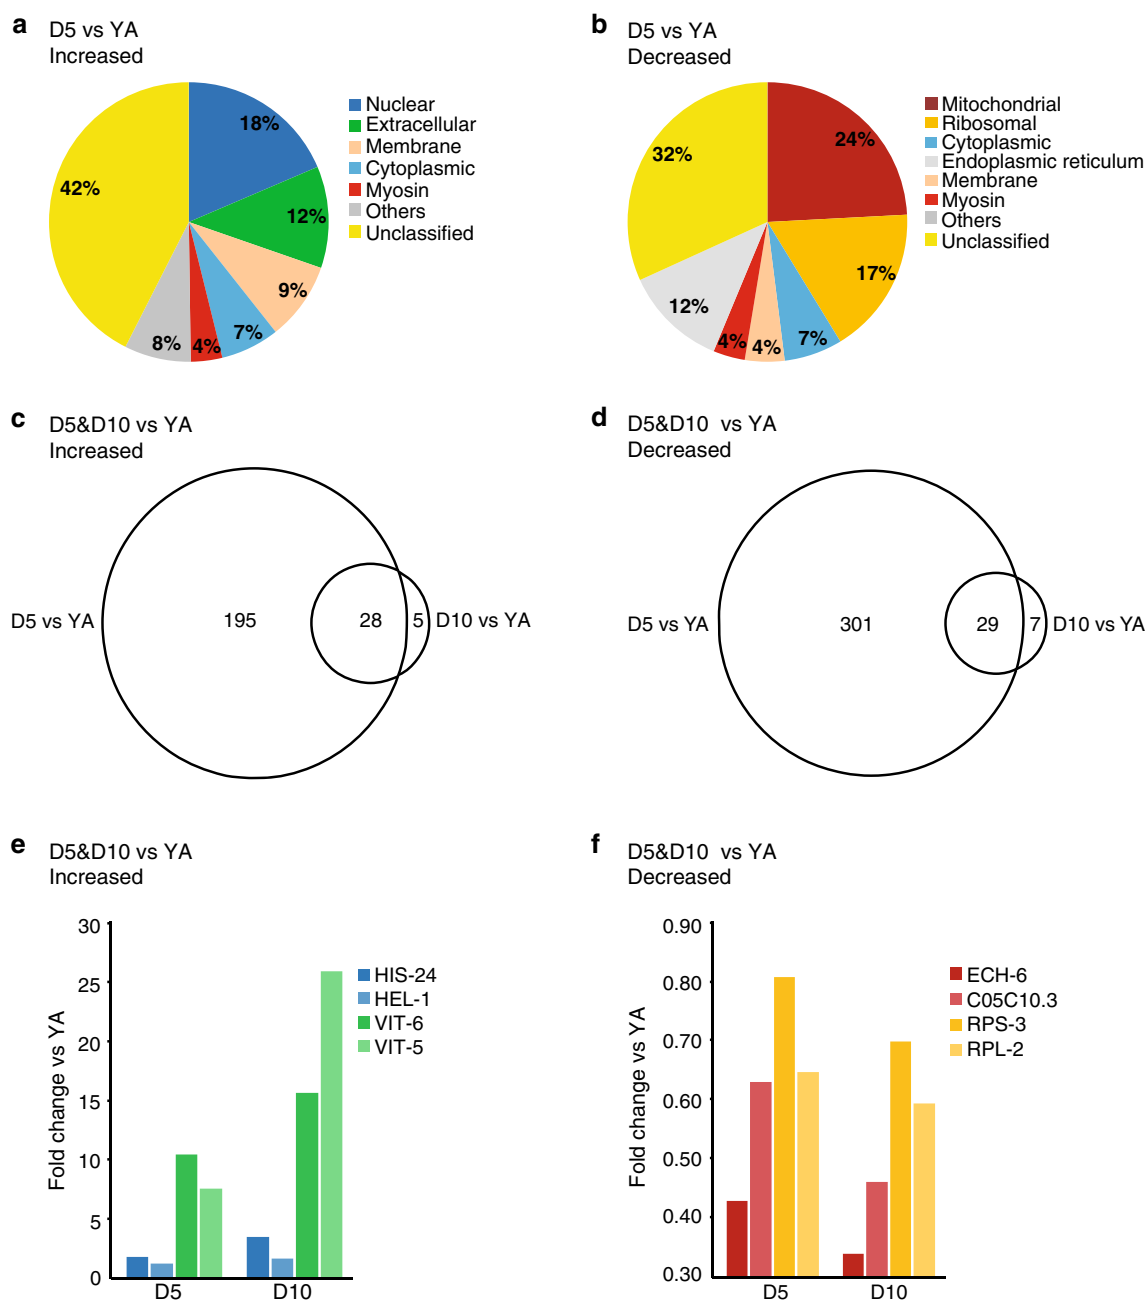 a
D5 vs YA
Increased
18%
12%
9%
7%
4%
8%
42%
Nuclear
Extracellular
Membrane
Cytoplasmic
Myosin
Others
Unclassified
b
D5 vs YA
Decreased
24%
17%
7%
4%
4%
12%
32%
Mitochondrial
Ribosomal
Cytoplasmic
Endoplasmic reticulum
Membrane
Myosin
Others
Unclassified
c
D5&D10 vs YA
Increased
D5 vs YA
195
28
5
D10 vs YA
d
D5&D10 vs YA
Decreased
D5 vs YA
301
29
7
D10 vs YA
e
D5&D10 vs YA
Increased
Fold change vs YA
30
25
20
15
10
5
0
D5
D10
HIS-24
HEL-1
VIT-6
VIT-5
f
D5&D10 vs YA
Decreased
Fold change vs YA
0.90
0.80
0.70
0.60
0.50
0.40
0.30
D5
D10
ECH-6
C05C10.3
RPS-3
RPL-2